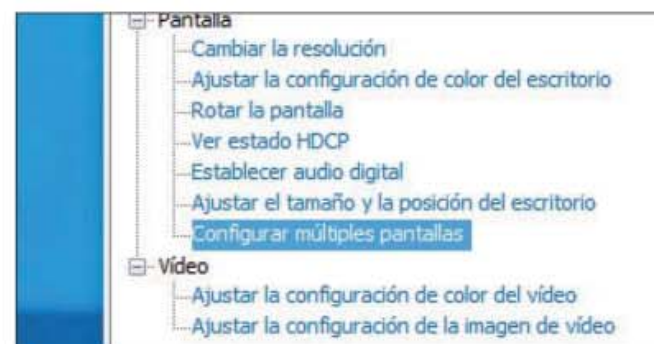 Pantalla
Cambiar la resolución
Ajustar la configuración de color del escritorio
Rotar la pantalla
Ver estado HDCP
Establecer audio digital
Ajustar el tamaño y la posición del escritorio
Configurar múltiples pantallas
Vídeo
Ajustar la configuración de color del vídeo
Ajustar la configuración de la imagen de vídeo